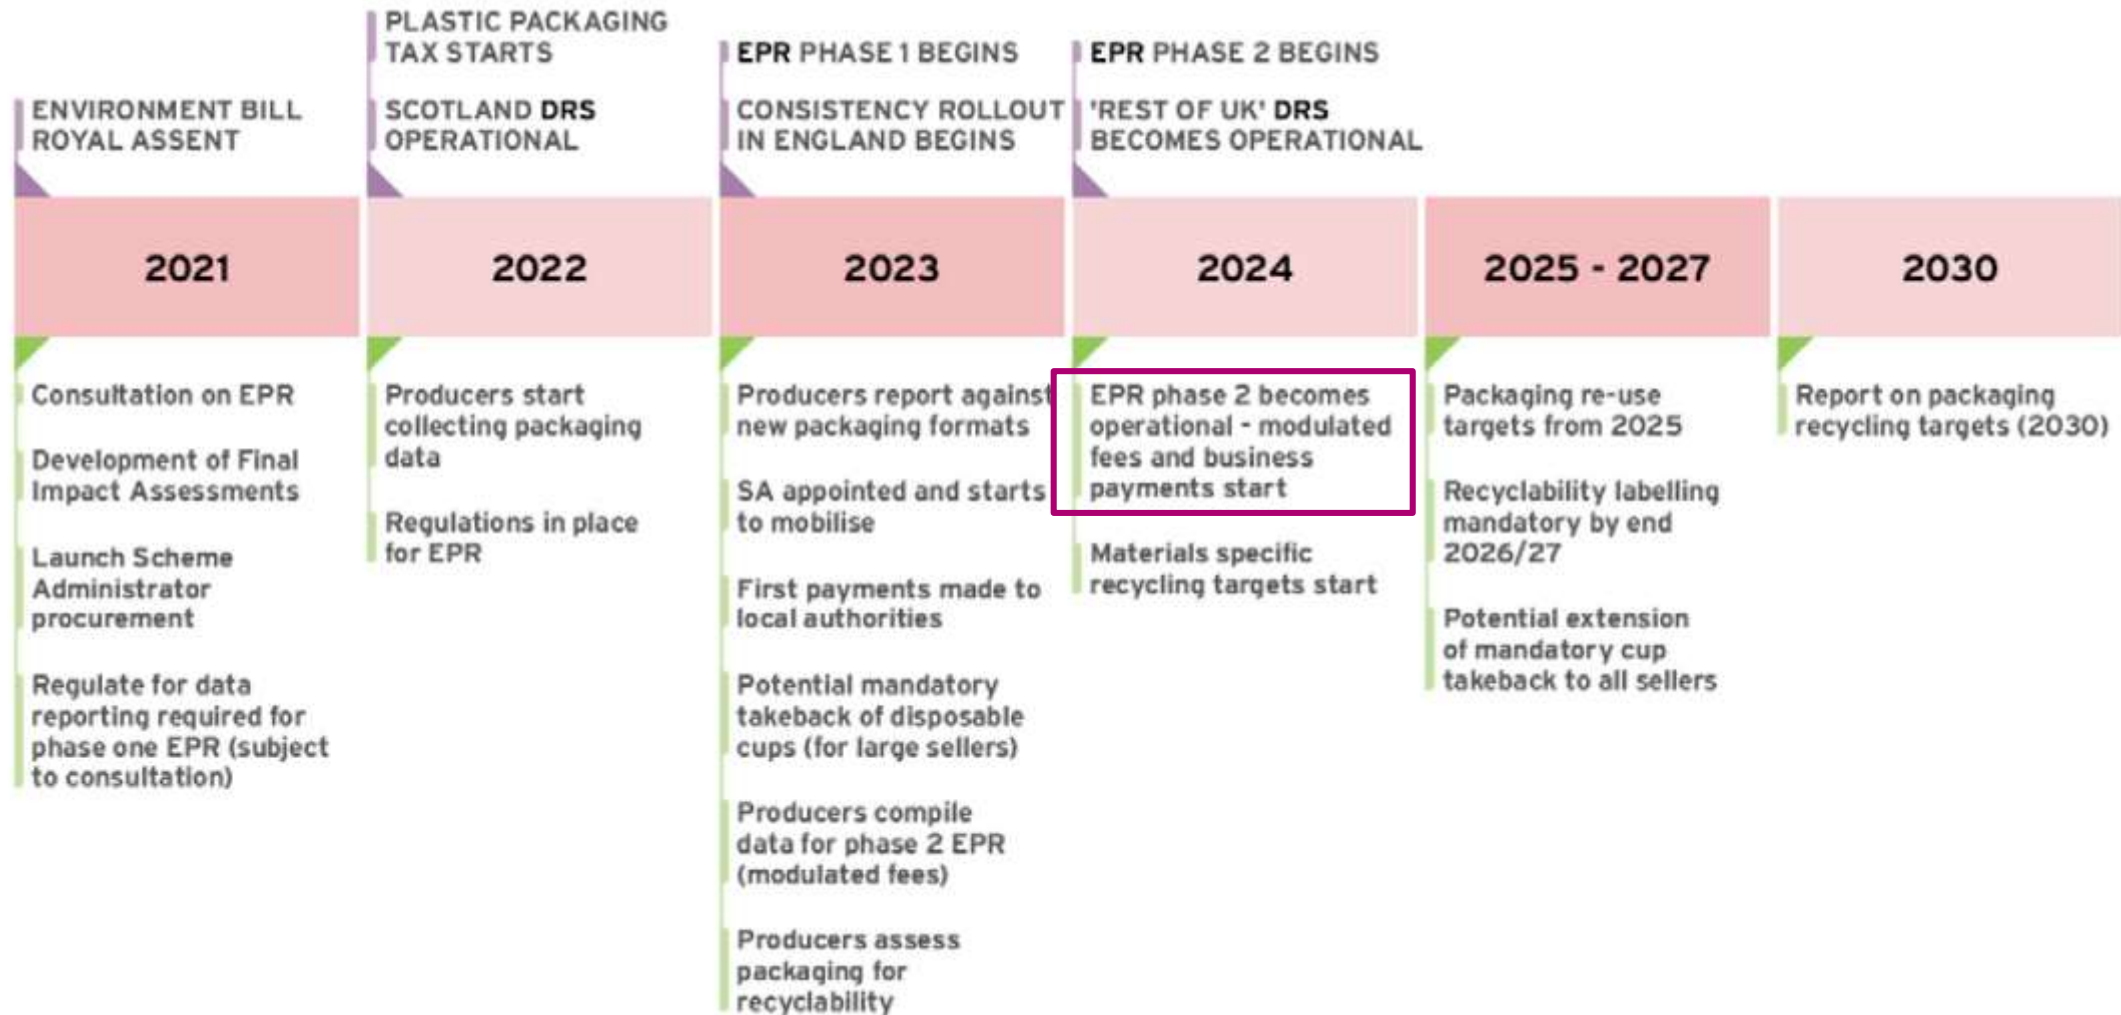 PLASTIC PACKAGING
TAX STARTS
EPR PHASE 1 BEGINS
EPR PHASE 2 BEGINS
ENVIRONMENT BILL
ROYAL ASSENT
SCOTLAND DRS
OPERATIONAL
CONSISTENCY ROLLOUT
IN ENGLAND BEGINS
'REST OF UK' DRS
BECOMES OPERATIONAL
2021
2022
2023
2024
2025 - 2027
2030
Consultation on EPR
Development of Final
Impact Assessments
Launch Scheme
Administrator
procurement
Regulate for data
reporting required for
phase one EPR (subject
to consultation)
Producers start
collecting packaging
data
Regulations in place
for EPR
Producers report against
new packaging formats
SA appointed and starts
to mobilise
First payments made to
local authorities
Potential mandatory
takeback of disposable
cups (for large sellers)
Producers compile
data for phase 2 EPR
(modulated fees)
Producers assess
packaging for
recyclability
EPR phase 2 becomes
operational - modulated
fees and business
payments start
Materials specific
recycling targets start
Packaging re-use
targets from 2025
Recyclability labelling
mandatory by end
2026/27
Potential extension
of mandatory cup
takeback to all sellers
Report on packaging
recycling targets (2030)